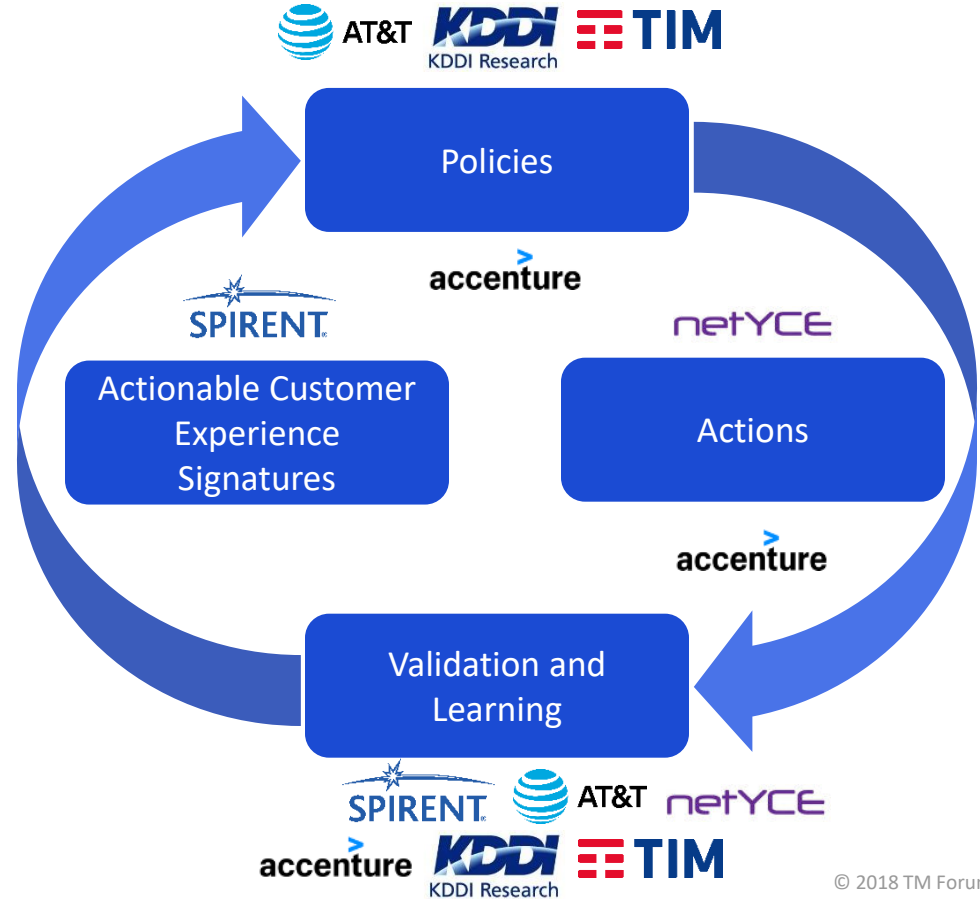 AT&T
KDDI
KDDI Research
TIM
Policies
accenture
SPIRENT
netYCE
Actionable Customer
Experience
Signatures
Actions
accenture
Validation and
Learning
SPIRENT
AT&T
netYCE
accenture
KDDI
KDDI Research
TIM
© 2018 TM Foru